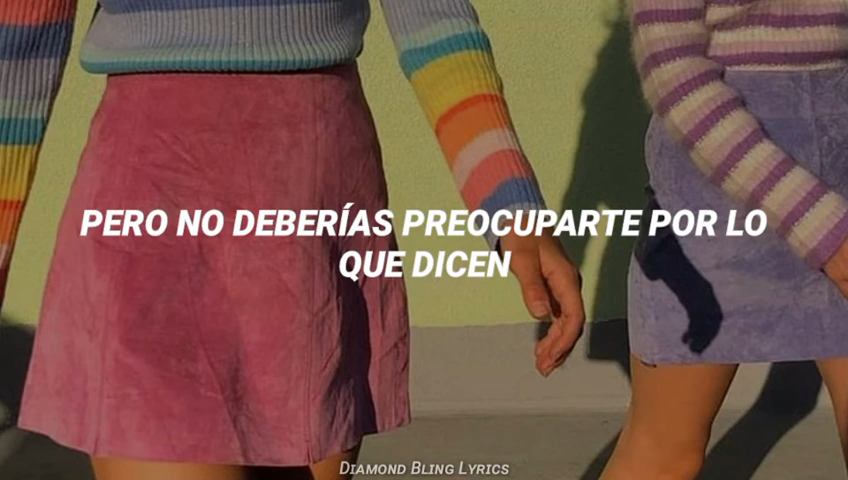 PERO NO DEBERÍAS PREOCUPARTE POR LO
QUE DICEN
Diamond Bling Lyrics